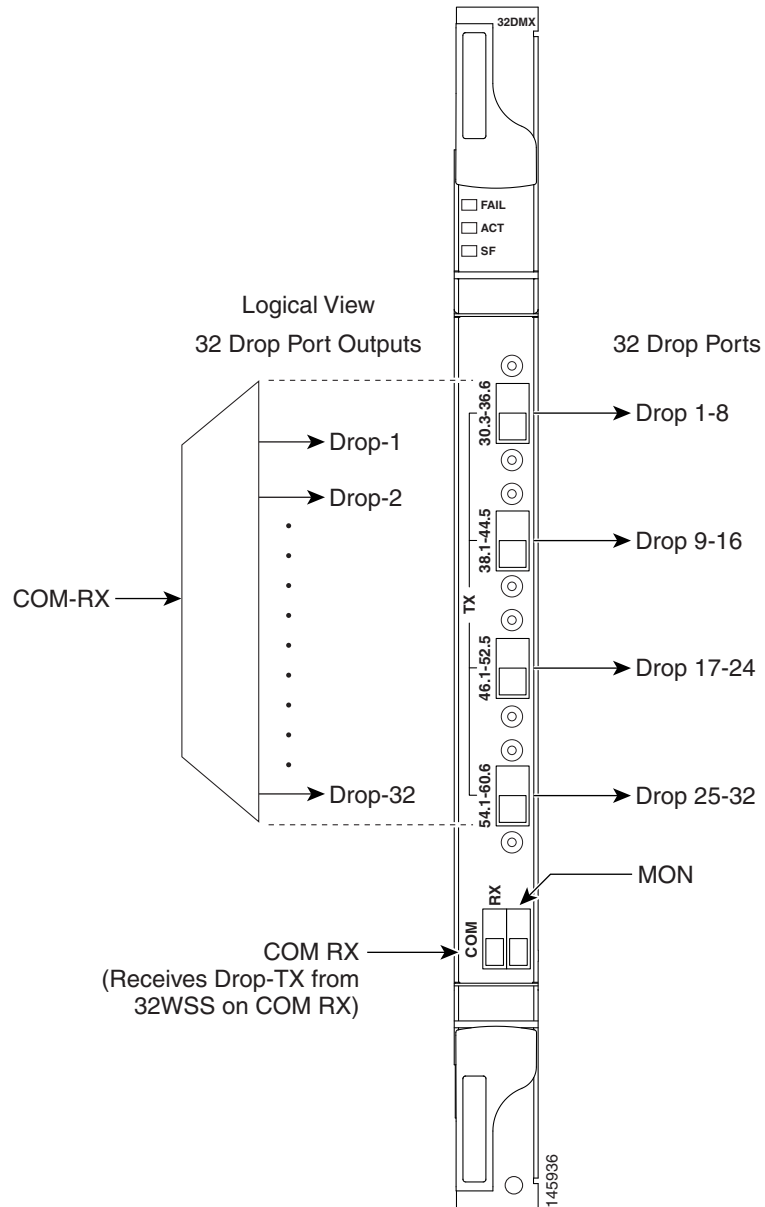 32DMX
FAIL
ACT
SF
Logical View
32 Drop Port Outputs
32 Drop Ports
30.3-36.6
Drop 1-8
Drop-1
Drop-2
38.1-44.5
Drop 9-16
COM-RX
TX
46.1-52.5
Drop 17-24
Drop-32
54.1-60.6
Drop 25-32
MON
RX
COM
COM RX
(Receives Drop-TX from
32WSS on COM RX)
145936